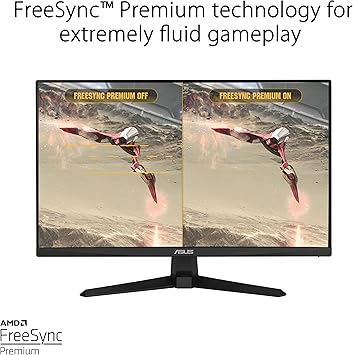 FreeSync™ Premium technology for
extremely fluid gameplay
FREESYNC PREMIUM OFF
FREESYNC PREMIUM ON
ASUS
AMD
FreeSync
Premium